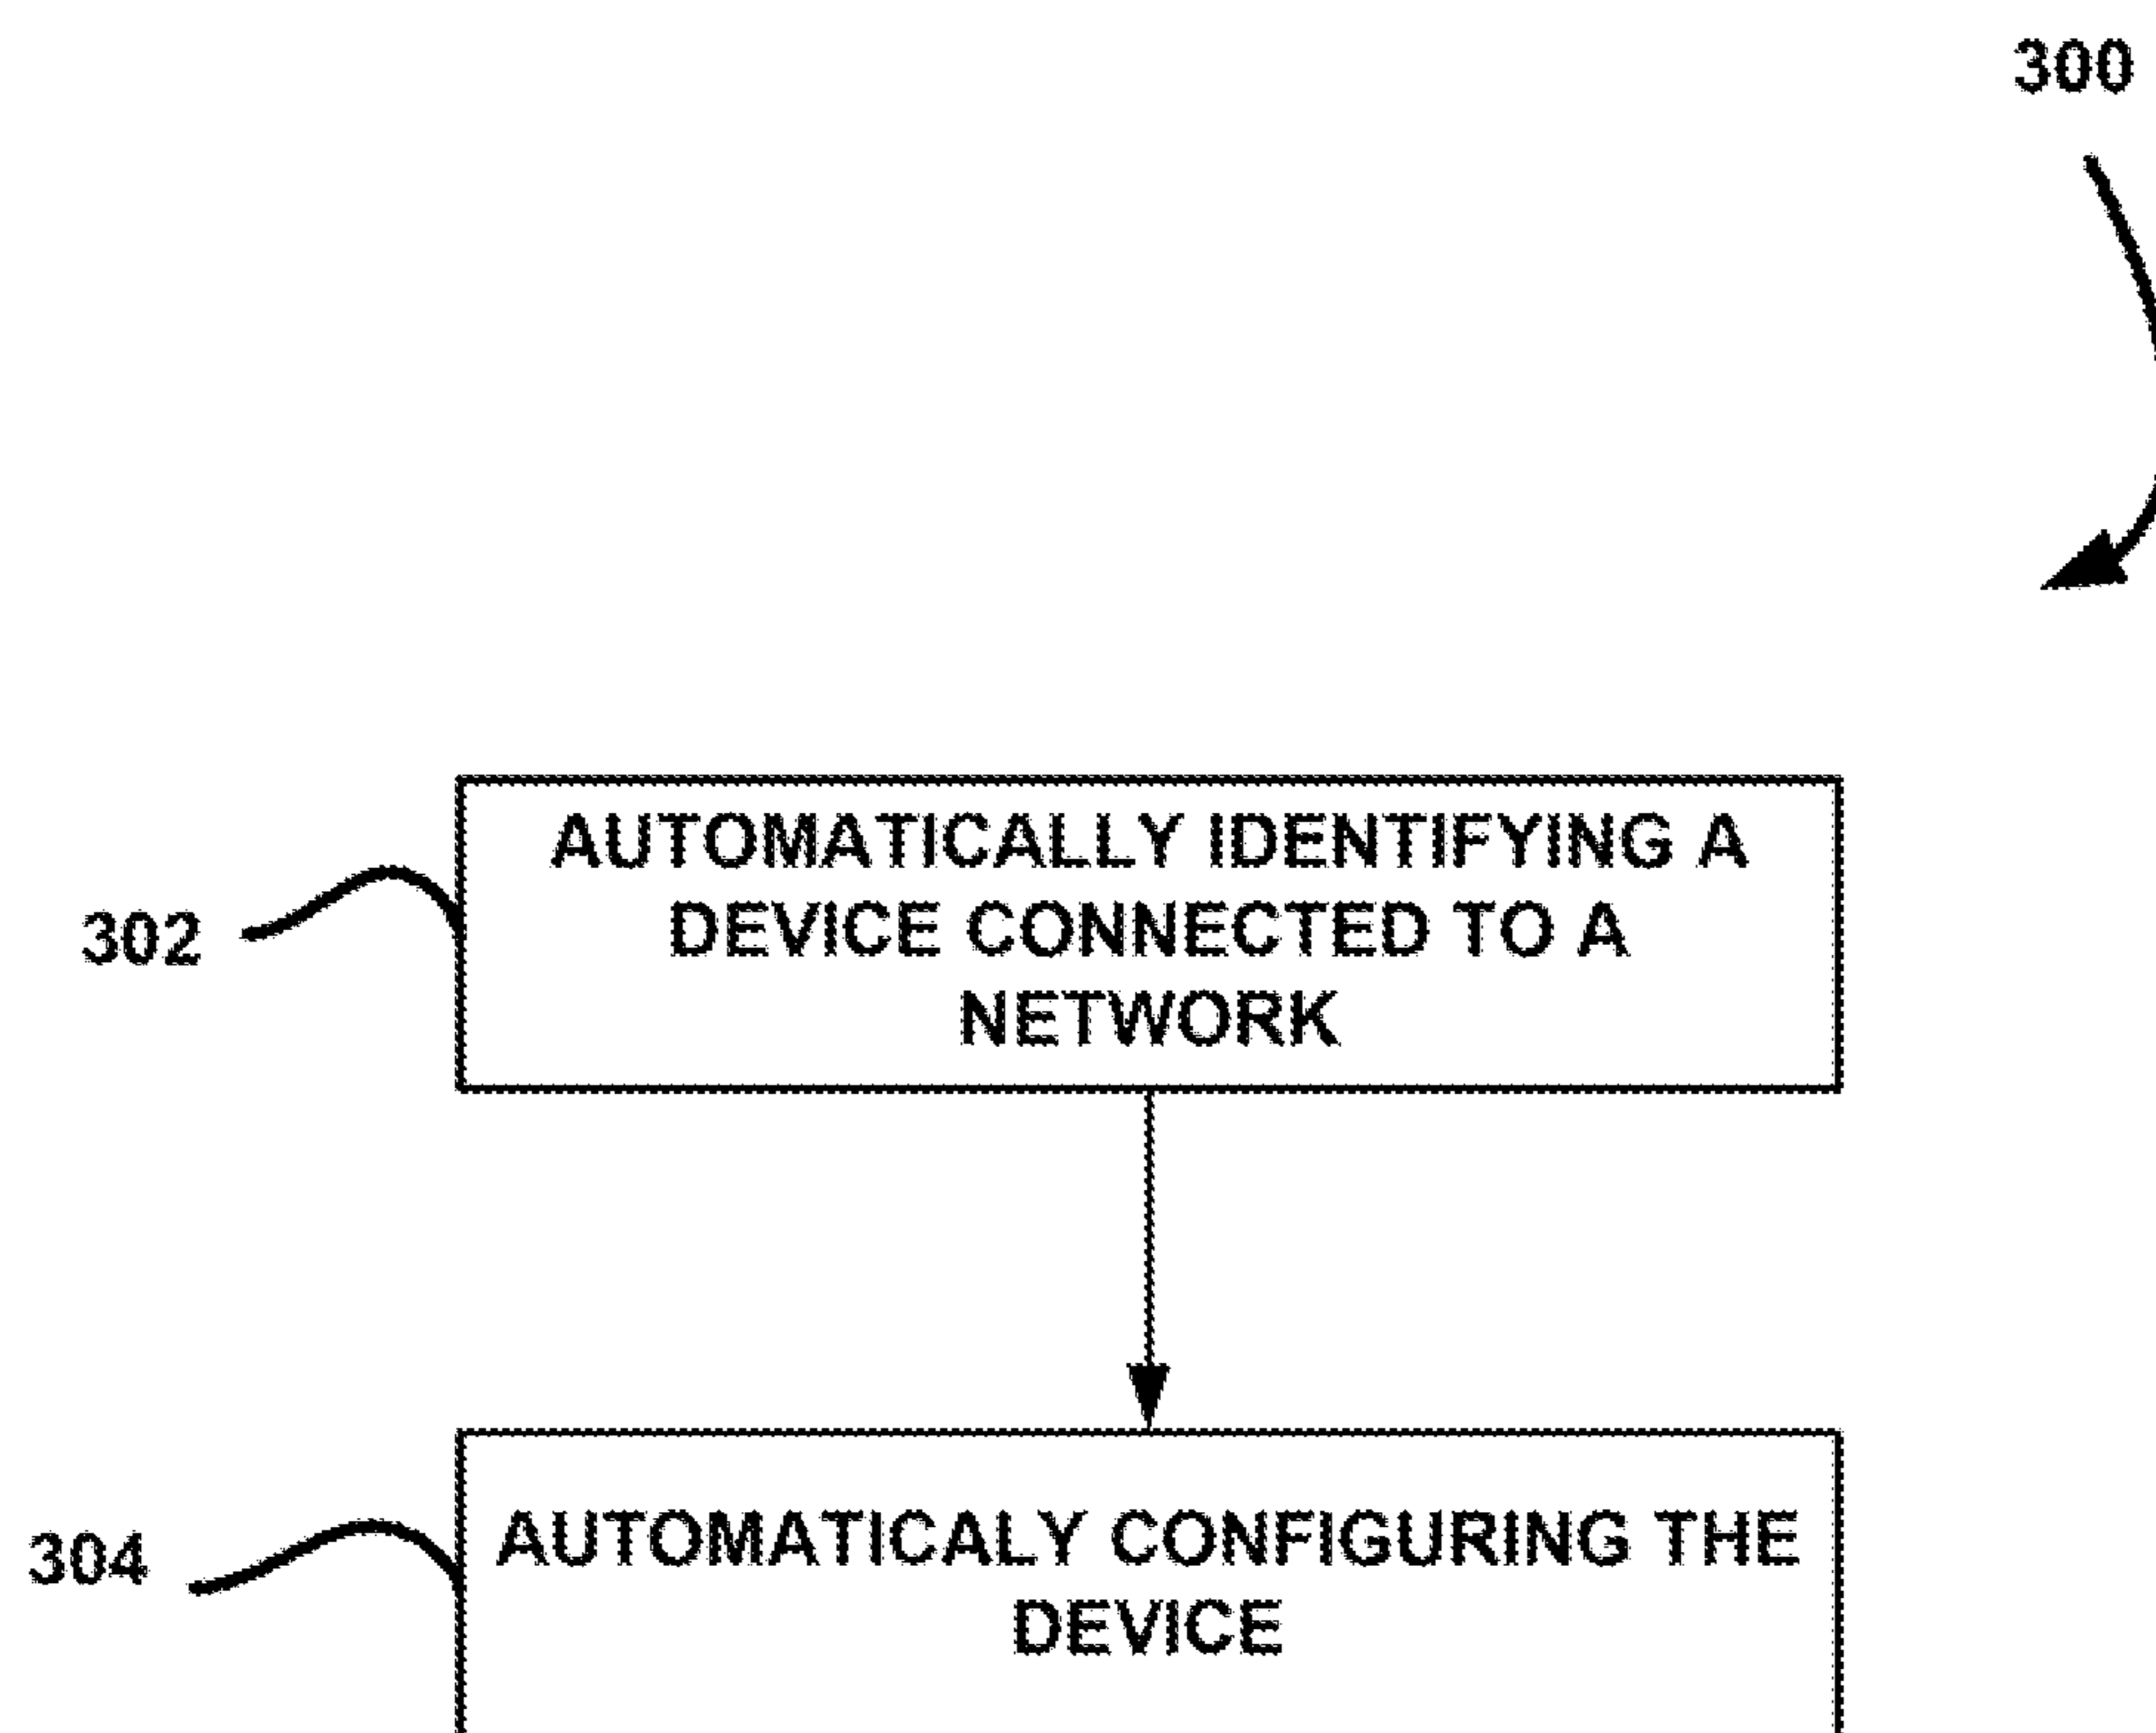 300
AUTOMATICALLY IDENTIFYING A
DEVICE CONNECTED TO A
302
NETWORK
AUTOMATICALY CONFIGURING THE
304
DEVICE